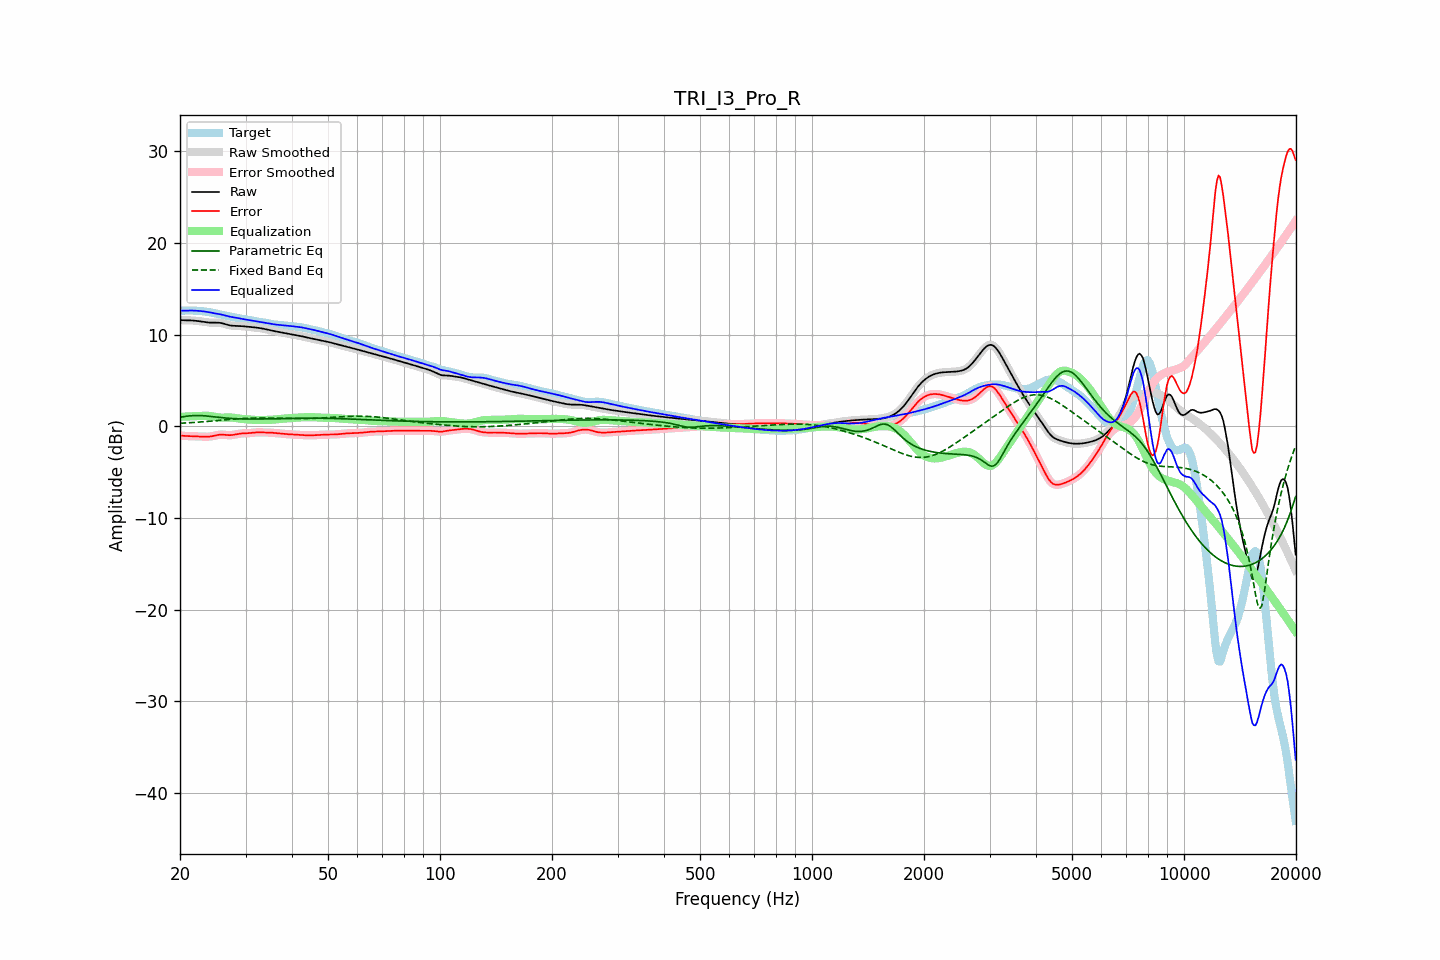 TRI_I3_Pro_R
Target
Raw Smoothed
Error Smoothed
Raw
Error
Equalization
Parametric Eq
Fixed Band Eq
Equalized
30
20
10
0
−10
−20
−30
−40
Amplitude (dBr)
20 50 100 200 500 1000 2000 5000 10000 20000
Frequency (Hz)